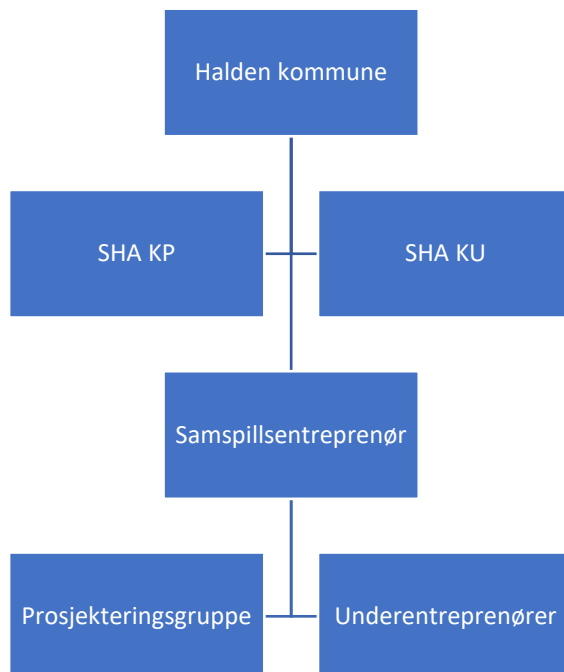 Halden kommune
SHA KP
SHA KU
Samspillsentreprenør
Prosjekteringsgruppe
Underentreprenører